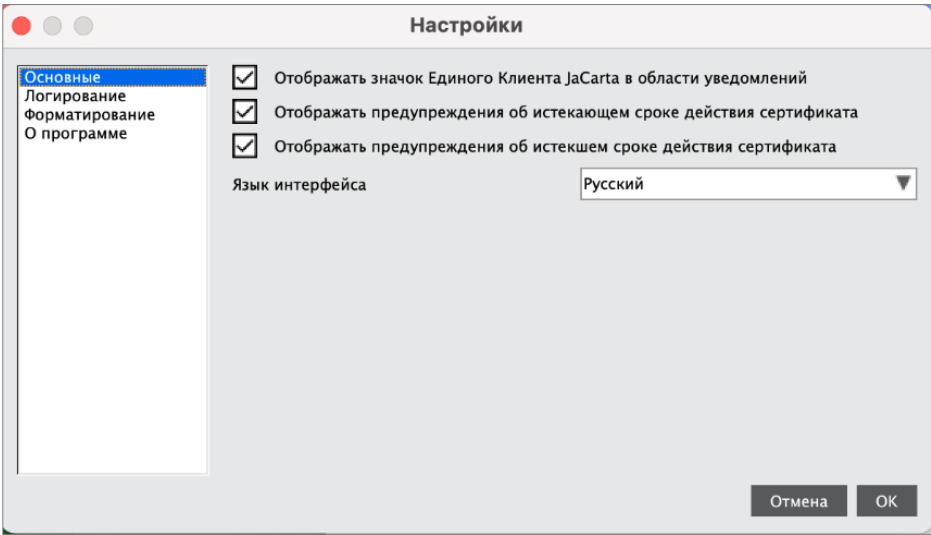 Настройки
Основные
Логирование
Форматирование
О программе
Отображать значок Единого Клиента JaCarta в области уведомлений
Отображать предупреждения об истекающем сроке действия сертификата
Отображать предупреждения об истекшем сроке действия сертификата
Язык интерфейса
Русский
Отмена
ОК